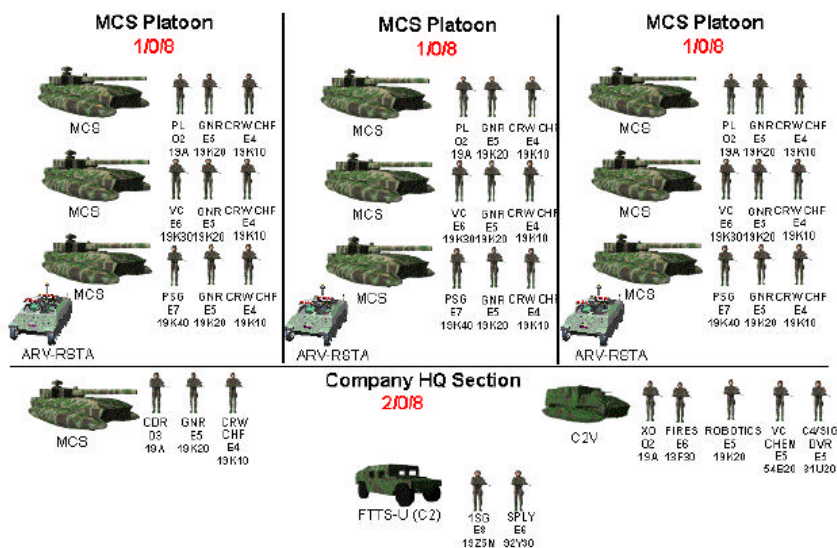 MCS Platoon
1/0/8
MCS
PL GNR CRW CHF
O2 E5 E4
19A 19K20 19K10
MCS
VC GNR CRW CHF
E6 E5 E4
19K30 19K20 19K10
MCS
PSG GNR CRW CHF
E7 E5 E4
19K40 19K20 19K10
ARV-RSTA
MCS Platoon
1/0/8
MCS
PL GNR CRW CHF
O2 E5 E4
19A 19K20 19K10
MCS
VC GNR CRW CHF
E6 E5 E4
19K30 19K20 19K10
MCS
PSG GNR CRW CHF
E7 E5 E4
19K40 19K20 19K10
ARV-RSTA
MCS Platoon
1/0/8
MCS
PL GNR CRW CHF
O2 E5 E4
19A 19K20 19K10
MCS
VC GNR CRW CHF
E6 E5 E4
19K30 19K20 19K10
MCS
PSG GNR CRW CHF
E7 E5 E4
19K40 19K20 19K10
ARV-RSTA
Company HQ Section
2/0/8
MCS
CDR GNR CRW
O3 E5 CHF
19A 19K20 E4
19K10
C2V
XO FIRES ROBOTICS VC C4/SIG
O2 E6 E5 CHEM DVR
19A 13F30 19K20 E5 E5
54B20 31U20
FTTS-U (C2)
1SG SPLY
E8 E6
92Y30